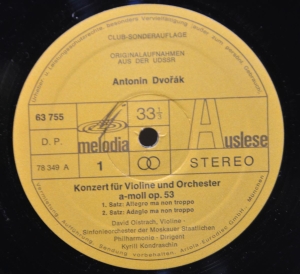 CLUB-SONDERAUFLAGE
ORIGINALAUFNAHMEN
AUS DER UDSSR
Antonin Dvořák
63 755
33 1/3
D. P.
melodia
Auslese
78 349 A
1
STEREO
Konzert für Violine und Orchester
a-moll op. 53
1. Satz: Allegro ma non troppo
2. Satz: Adagio ma non troppo
David Oistrach, Violine -
Sinfonieorchester der Moskauer Staatlichen
Philharmonie - Dirigent
Kyrill Kondraschin